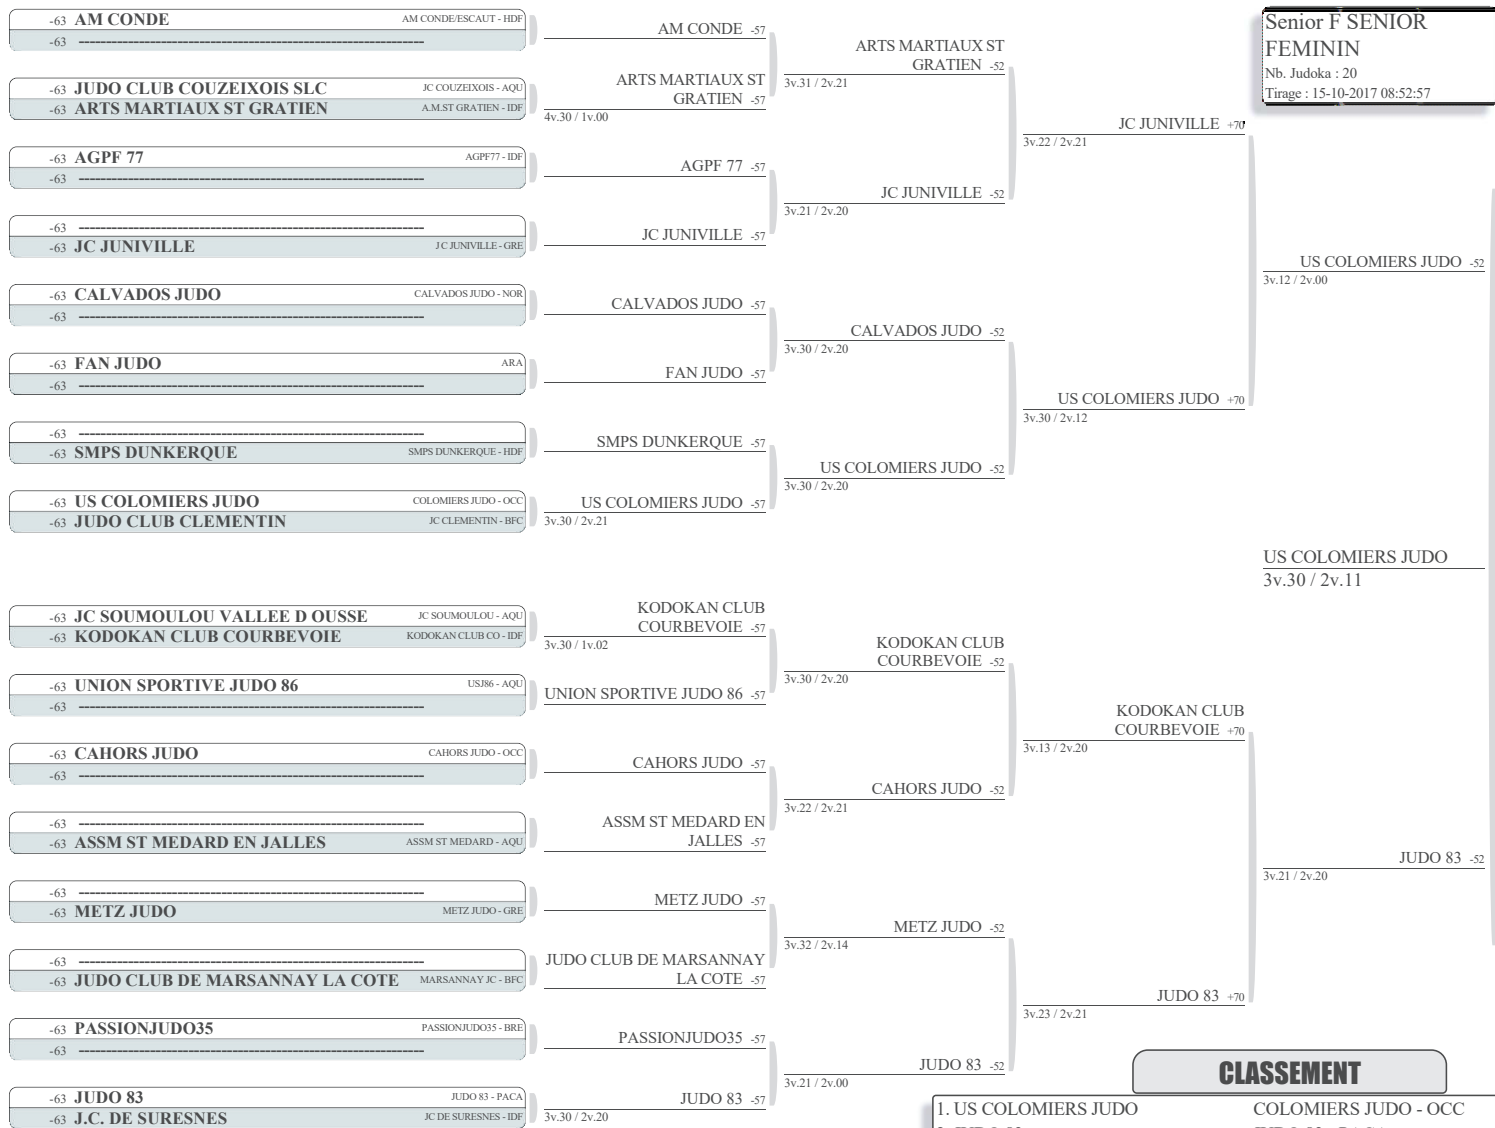 Senior F SENIOR
FEMININ
Nb. Judoka : 20
Tirage : 15-10-2017 08:52:57
-63 AM CONDE AM CONDE/ESCAUT - HDF
-63 --------------------------------------------------------------
-63 JUDO CLUB COUZEIXOIS SLC JC COUZEIXOIS - AQU
-63 ARTS MARTIAUX ST GRATIEN A.M.ST GRATIEN - IDF
-63 AGPF 77 AGPF77 - IDF
-63 --------------------------------------------------------------
-63 --------------------------------------------------------------
-63 JC JUNIVILLE J C JUNIVILLE - GRE
-63 CALVADOS JUDO CALVADOS JUDO - NOR
-63 --------------------------------------------------------------
-63 FAN JUDO ARA
-63 --------------------------------------------------------------
-63 --------------------------------------------------------------
-63 SMPS DUNKERQUE SMPS DUNKERQUE - HDF
-63 US COLOMIERS JUDO COLOMIERS JUDO - OCC
-63 JUDO CLUB CLEMENTIN JC CLEMENTIN - BFC
-63 JC SOUMOULOU VALLEE D OUSSE JC SOUMOULOU - AQU
-63 KODOKAN CLUB COURBEVOIE KODOKAN CLUB CO - IDF
-63 UNION SPORTIVE JUDO 86 USJ86 - AQU
-63 --------------------------------------------------------------
-63 CAHORS JUDO CAHORS JUDO - OCC
-63 --------------------------------------------------------------
-63 --------------------------------------------------------------
-63 ASSM ST MEDARD EN JALLES ASSM ST MEDARD - AQU
-63 --------------------------------------------------------------
-63 METZ JUDO METZ JUDO - GRE
-63 --------------------------------------------------------------
-63 JUDO CLUB DE MARSANNAY LA COTE MARSANNAY JC - BFC
-63 PASSIONJUDO35 PASSIONJUDO35 - BRE
-63 --------------------------------------------------------------
-63 JUDO 83 JUDO 83 - PACA
-63 J.C. DE SURESNES JC DE SURESNES - IDF
AM CONDE -57
ARTS MARTIAUX ST
GRATIEN -57
4v.30 / 1v.00
AGPF 77 -57
JC JUNIVILLE -57
CALVADOS JUDO -57
FAN JUDO -57
SMPS DUNKERQUE -57
US COLOMIERS JUDO -57
3v.30 / 2v.21
KODOKAN CLUB
COURBEVOIE -57
3v.30 / 1v.02
UNION SPORTIVE JUDO 86 -57
CAHORS JUDO -57
ASSM ST MEDARD EN
JALLES -57
METZ JUDO -57
JUDO CLUB DE MARSANNAY
LA COTE -57
PASSIONJUDO35 -57
JUDO 83 -57
3v.30 / 2v.20
ARTS MARTIAUX ST
GRATIEN -52
3v.31 / 2v.21
JC JUNIVILLE -52
3v.21 / 2v.20
CALVADOS JUDO -52
3v.30 / 2v.20
US COLOMIERS JUDO -52
3v.30 / 2v.20
KODOKAN CLUB
COURBEVOIE -52
3v.30 / 2v.20
CAHORS JUDO -52
3v.22 / 2v.21
METZ JUDO -52
3v.32 / 2v.14
JUDO 83 -52
3v.21 / 2v.00
JC JUNIVILLE +70
3v.22 / 2v.21
US COLOMIERS JUDO +70
3v.30 / 2v.12
KODOKAN CLUB
COURBEVOIE +70
3v.13 / 2v.20
JUDO 83 +70
3v.23 / 2v.21
US COLOMIERS JUDO -52
3v.12 / 2v.00
US COLOMIERS JUDO
3v.30 / 2v.11
JUDO 83 -52
3v.21 / 2v.20
CLASSEMENT
1. US COLOMIERS JUDO COLOMIERS JUDO - OCC